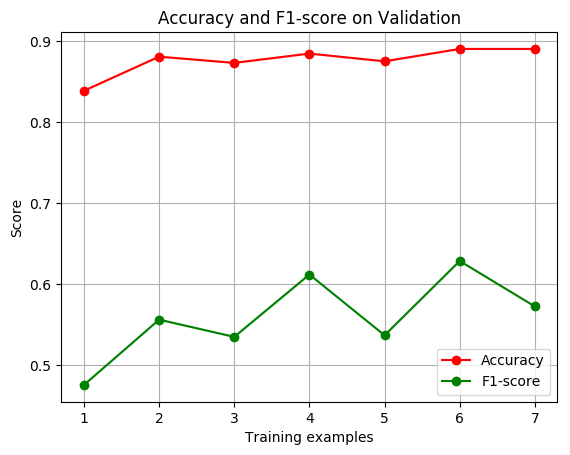 Accuracy and F1-score on Validation
0.9
0.8
0.7
0.6
0.5
Score
1 2 3 4 5 6 7
Training examples
Accuracy
F1-score